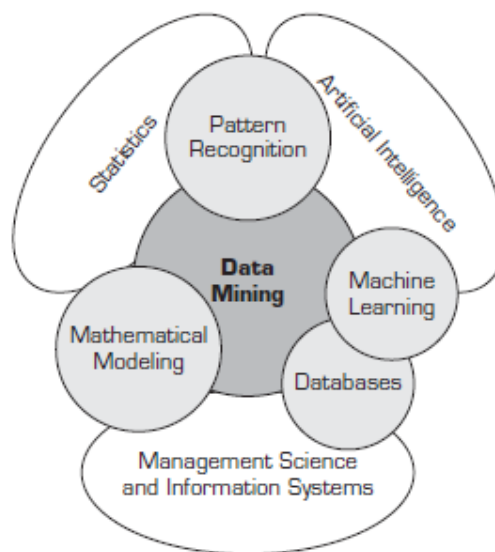 Statistics
Pattern
Recognition
Artificial Intelligence
Data
Mining
Machine
Learning
Mathematical
Modeling
Databases
Management Science
and Information Systems